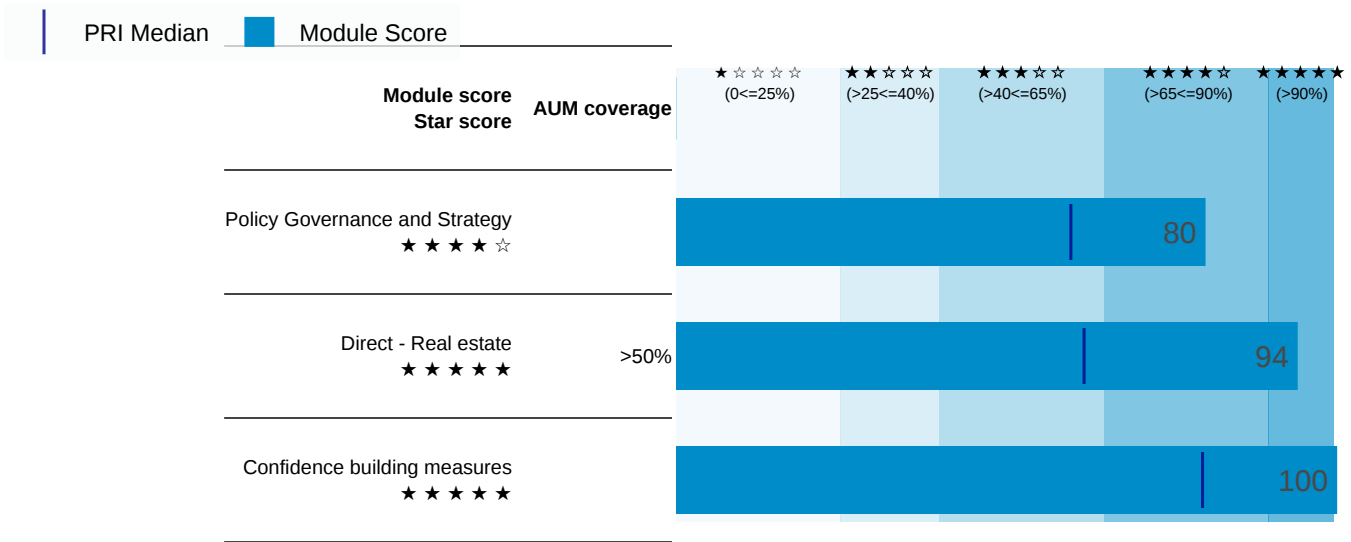 PRI Median Module Score
★☆☆☆☆ ★★☆☆☆ ★★★☆☆ ★★★★☆ ★★★★★
(0<=25%) (>25<=40%) (>40<=65%) (>65<=90%) (>90%)
Module score
Star score
AUM coverage
Policy Governance and Strategy
★★★★☆
80
Direct - Real estate
★★★★★
>50%
94
Confidence building measures
★★★★★
100